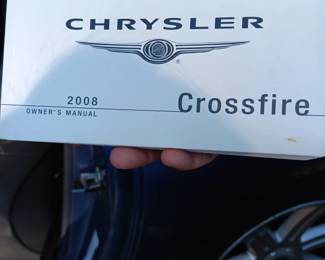 CHRYSLER
®
2008 Crossfire
OWNER'S MANUAL